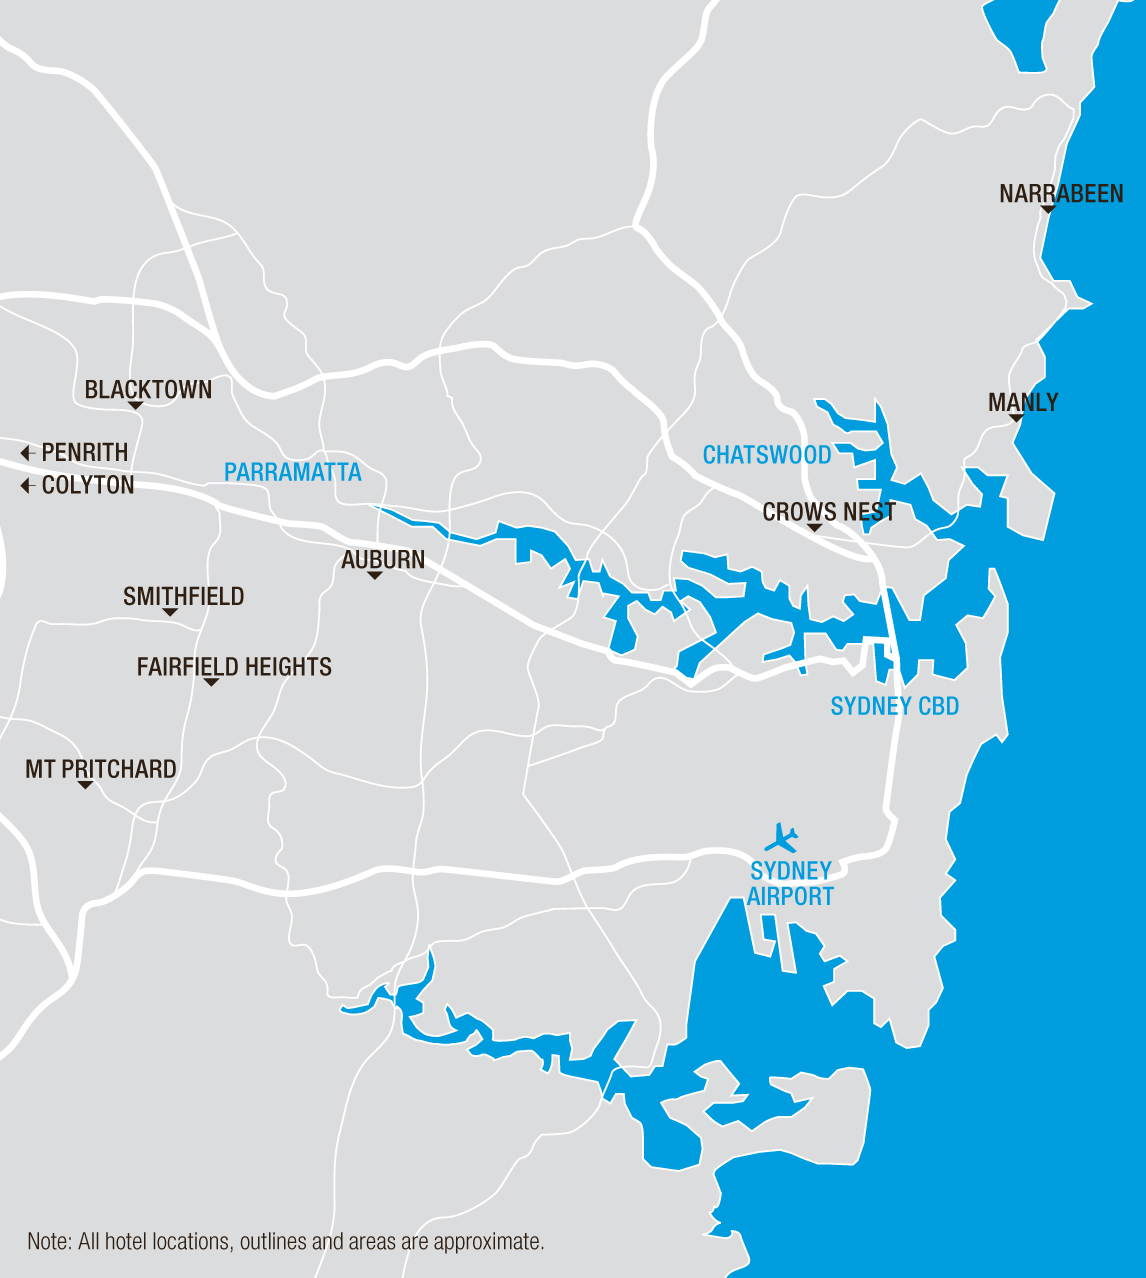 NARRABEEN
BLACKTOWN
MANLY
PENRITH
COLYTON
PARRAMATTA
CHATSWOOD
CROWS NEST
AUBURN
SMITHFIELD
FAIRFIELD HEIGHTS
SYDNEY CBD
MT PRITCHARD
SYDNEY
AIRPORT
Note: All hotel locations, outlines and areas are approximate.